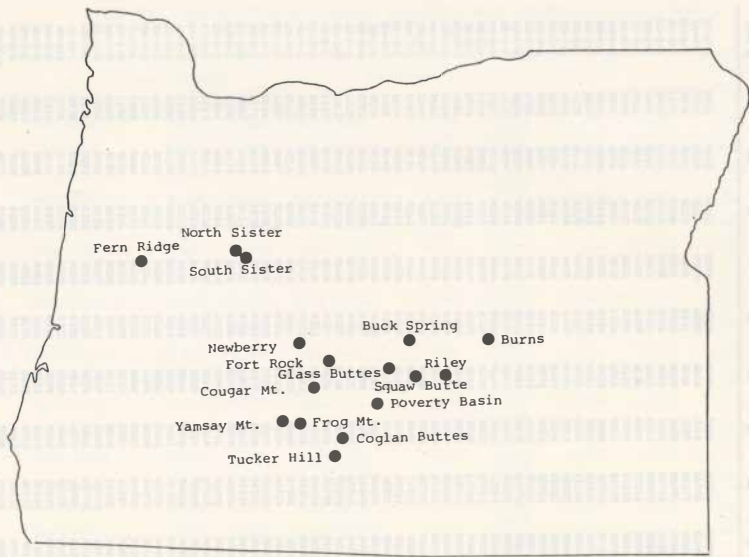 North Sister
Fern Ridge
South Sister
Buck Spring
Newberry
Burns
Fort Rock
Riley
Glass Buttes
Squaw Butte
Cougar Mt.
Poverty Basin
Yamsay Mt.
Frog Mt.
Coglan Buttes
Tucker Hill